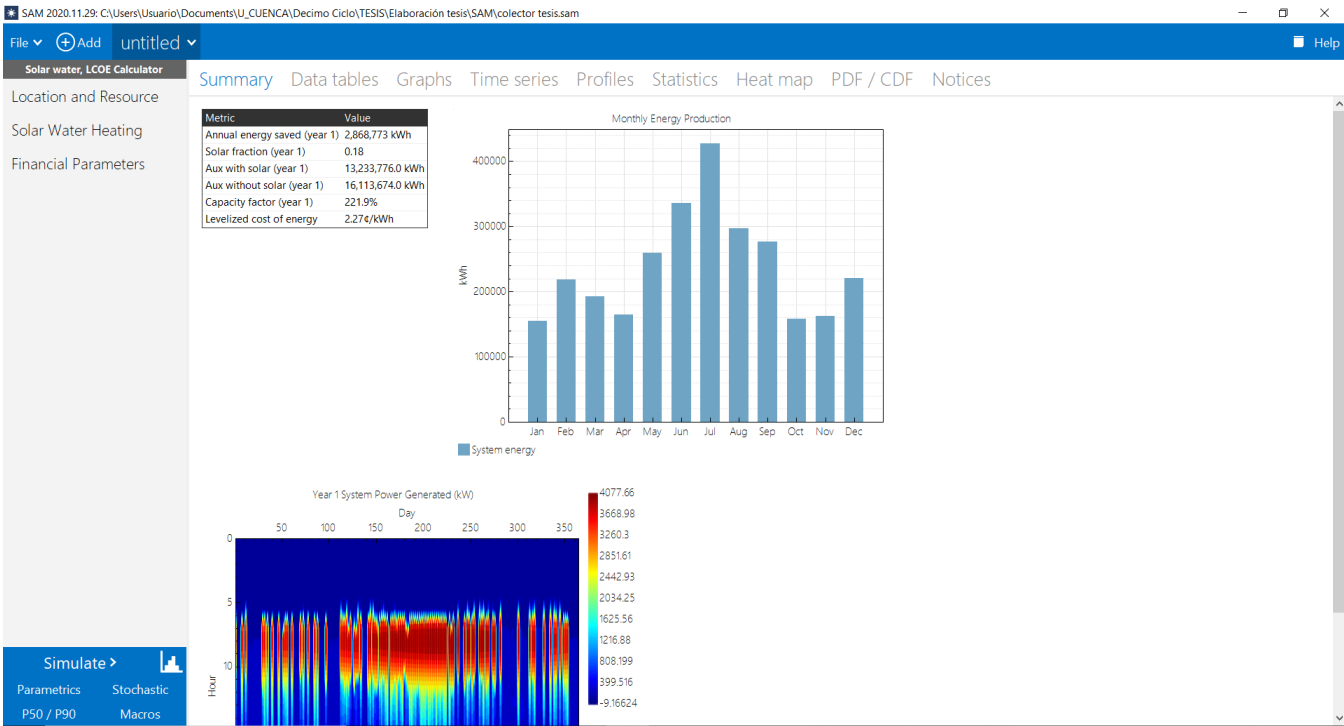 SAM 2020.11.29: C:\Users\Usuario\Documents\U_CUENCA\Decimo Ciclo\TESIS\Elaboración tesis\SAM\colector tesis.sam
File Add untitled Help
Solar water, LCOE Calculator
Location and Resource
Solar Water Heating
Financial Parameters
Summary Data tables Graphs Time series Profiles Statistics Heat map PDF / CDF Notices
Metric Value
Annual energy saved (year 1) 2,868,773 kWh
Solar fraction (year 1) 0.18
Aux with solar (year 1) 13,233,776.0 kWh
Aux without solar (year 1) 16,113,674.0 kWh
Capacity factor (year 1) 221.9%
Levelized cost of energy 2.27¢/kWh
Monthly Energy Production
400000
300000
200000
100000
0
kWh
Jan Feb Mar Apr May Jun Jul Aug Sep Oct Nov Dec
System energy
Year 1 System Power Generated (kW)
Day
50 100 150 200 250 300 350
0
5
10
Hour
4077.66
3668.98
3260.3
2851.61
2442.93
2034.25
1625.56
1216.88
808.199
399.516
-9.16624
Simulate >
Parametrics Stochastic
P50 / P90 Macros